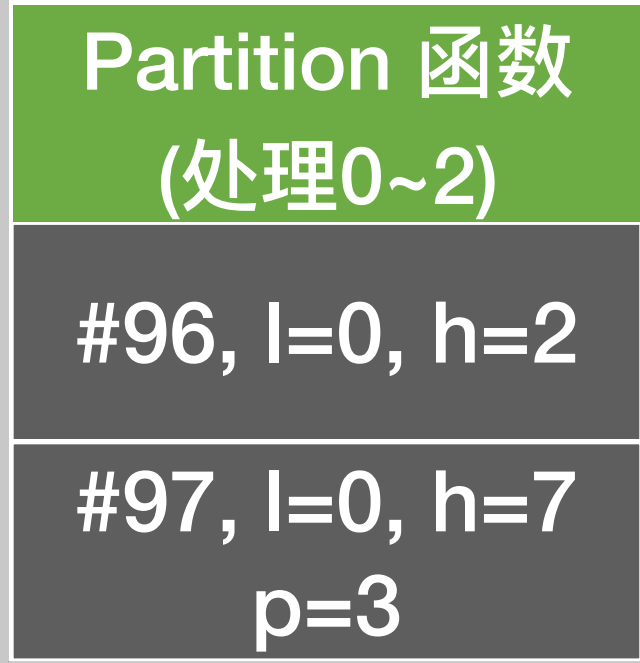 Partition 函数
(处理0~2)
#96, l=0, h=2
#97, l=0, h=7
p=3